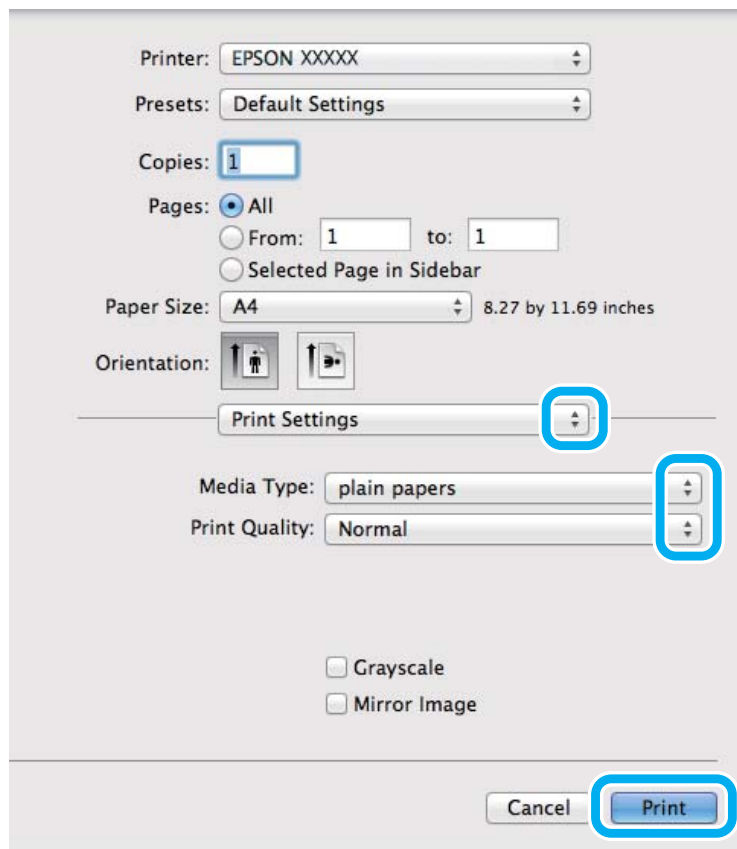 Printer: EPSON XXXXX
Presets: Default Settings
Copies: 1
Pages: All
From: 1 to: 1
Selected Page in Sidebar
Paper Size: A4 8.27 by 11.69 inches
Orientation:
Print Settings
Media Type: plain papers
Print Quality: Normal
Grayscale
Mirror Image
Cancel Print